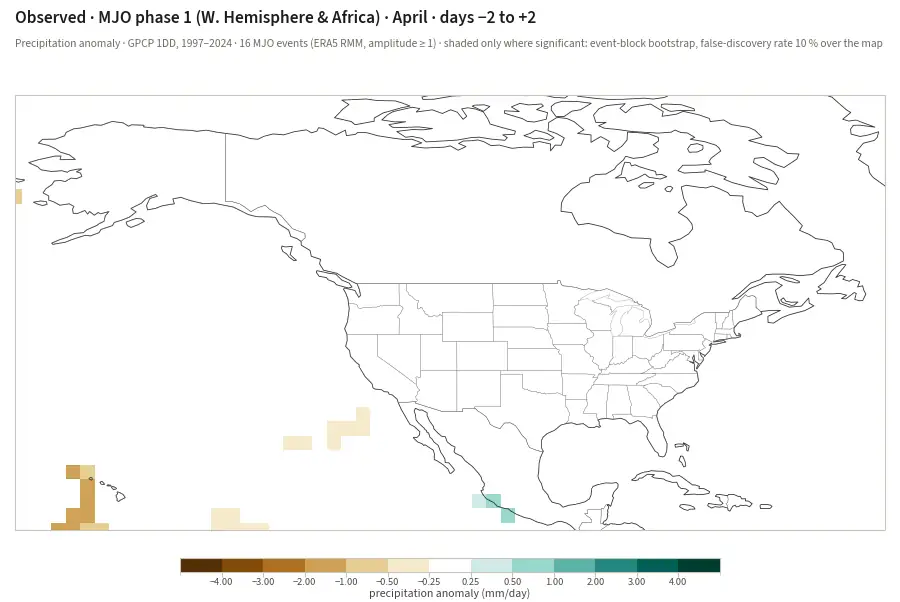 Observed · MJO phase 1 (W. Hemisphere & Africa) · April · days −2 to +2
Precipitation anomaly · GPCP 1DD, 1997–2024 · 16 MJO events (ERA5 RMM, amplitude ≥ 1) · shaded only where significant: event-block bootstrap, false-discovery rate 10 % over the map
−4.00 −3.00 −2.00 −1.00 −0.50 −0.25 0.25 0.50 1.00 2.00 3.00 4.00
precipitation anomaly (mm/day)